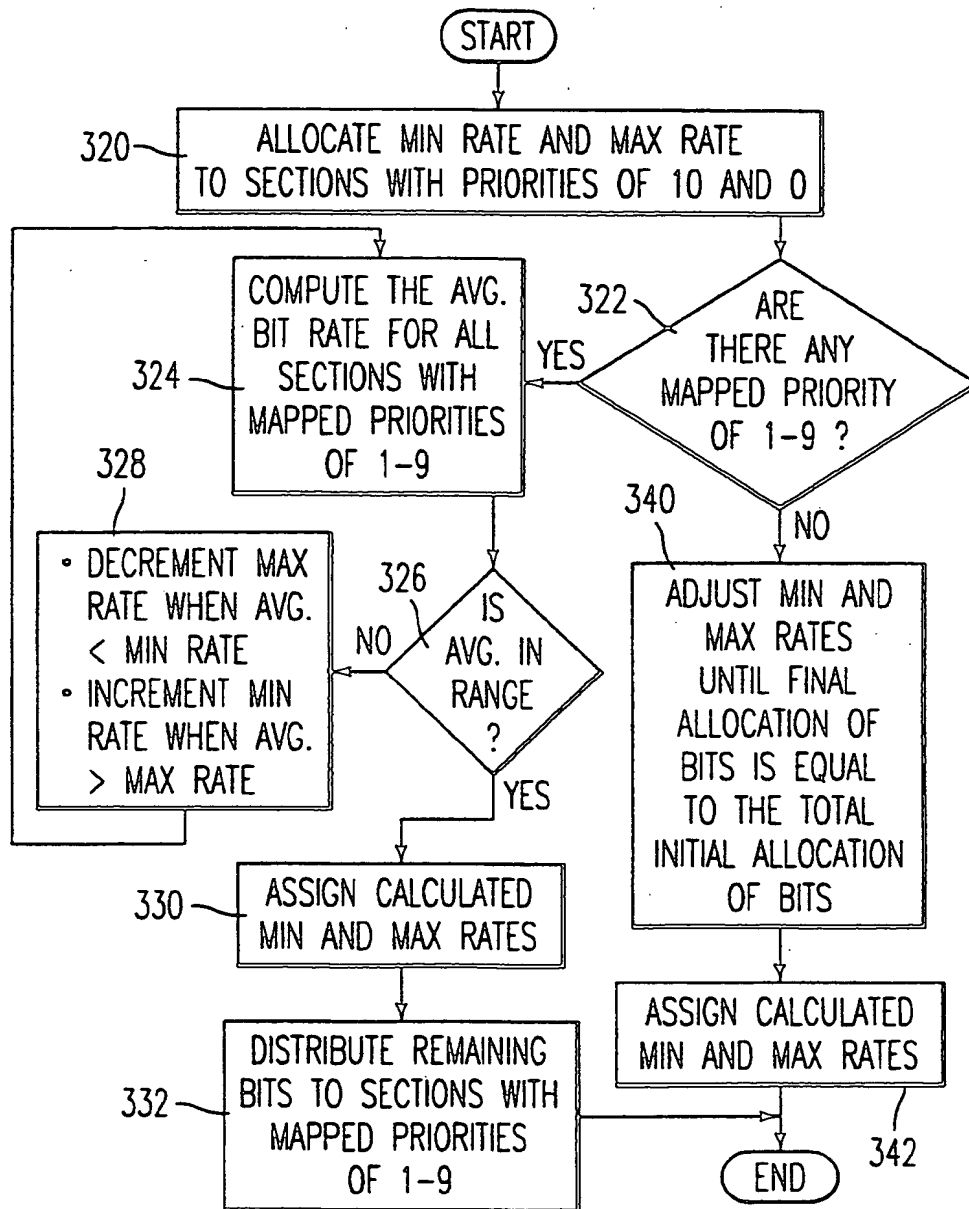 START
320
ALLOCATE MIN RATE AND MAX RATE
TO SECTIONS WITH PRIORITIES OF 10 AND 0
322
ARE
THERE ANY
MAPPED PRIORITY
OF 1-9 ?
YES
NO
324
COMPUTE THE AVG.
BIT RATE FOR ALL
SECTIONS WITH
MAPPED PRIORITIES
OF 1-9
326
IS
AVG. IN
RANGE
?
NO
YES
328
• DECREMENT MAX
RATE WHEN AVG.
< MIN RATE
• INCREMENT MIN
RATE WHEN AVG.
> MAX RATE
330
ASSIGN CALCULATED
MIN AND MAX RATES
332
DISTRIBUTE REMAINING
BITS TO SECTIONS WITH
MAPPED PRIORITIES
OF 1-9
340
ADJUST MIN AND
MAX RATES
UNTIL FINAL
ALLOCATION OF
BITS IS EQUAL
TO THE TOTAL
INITIAL ALLOCATION
OF BITS
ASSIGN CALCULATED
MIN AND MAX RATES
342
END